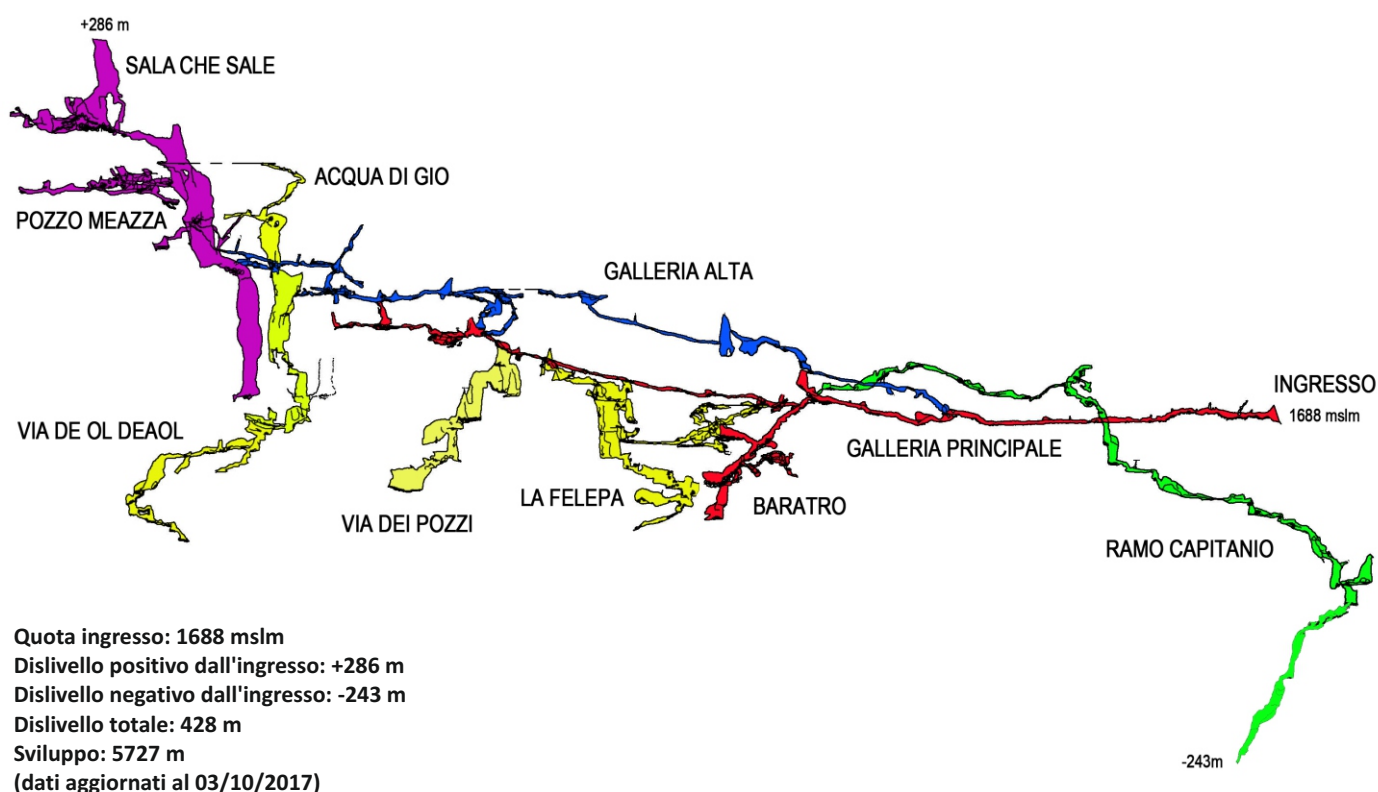 +286 m
SALA CHE SALE
ACQUA DI GIO
POZZO MEAZZA
GALLERIA ALTA
INGRESSO
1688 mslm
VIA DE OL DEAOL
GALLERIA PRINCIPALE
LA FELEPA
BARATRO
VIA DEI POZZI
RAMO CAPITANIO
-243m
Quota ingresso: 1688 mslm
Dislivello positivo dall'ingresso: +286 m
Dislivello negativo dall'ingresso: -243 m
Dislivello totale: 428 m
Sviluppo: 5727 m
(dati aggiornati al 03/10/2017)